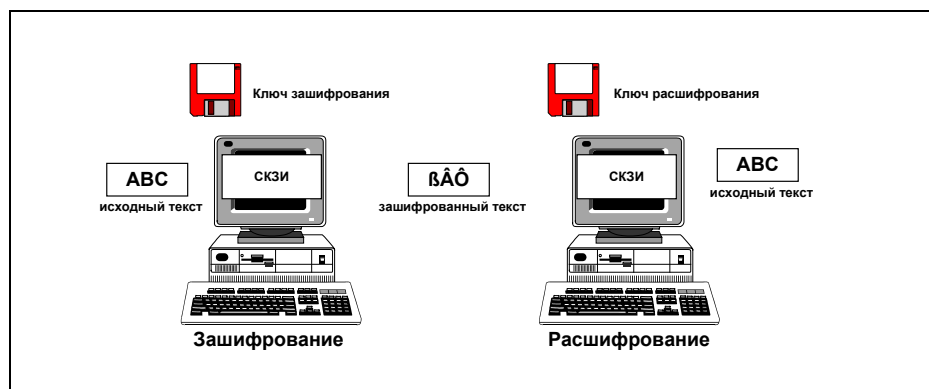 Ключ зашифрования
Ключ расшифрования
ABC
исходный текст
СКЗИ
ßÂÔ
зашифрованный текст
СКЗИ
ABC
исходный текст
Зашифрование
Расшифрование